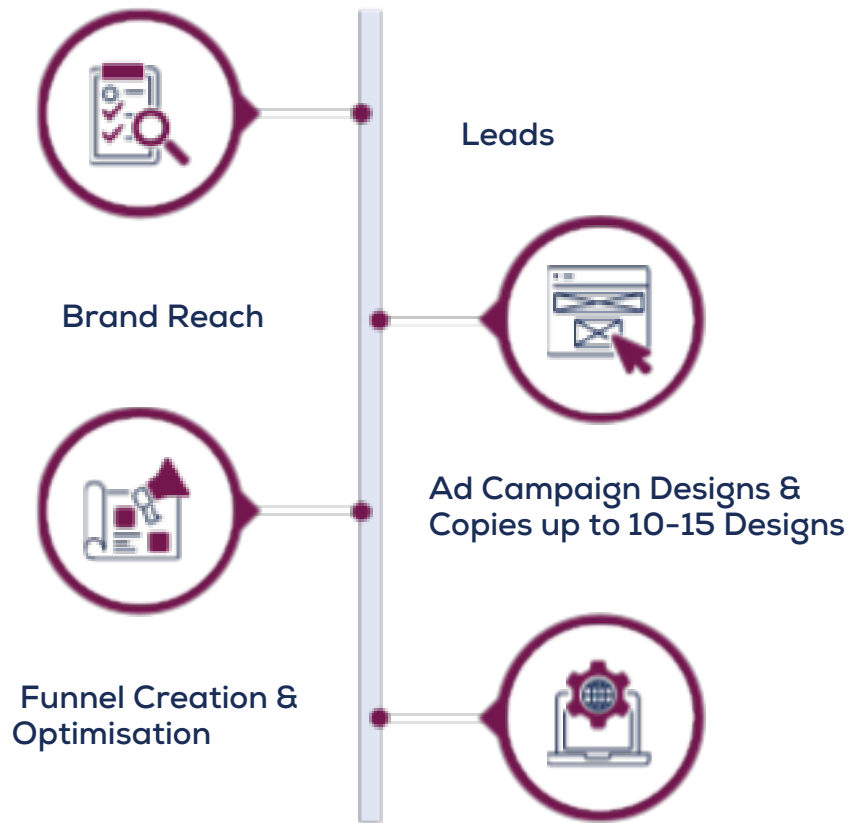 Leads
Brand Reach
Ad Campaign Designs &
Copies up to 10-15 Designs
Funnel Creation &
Optimisation